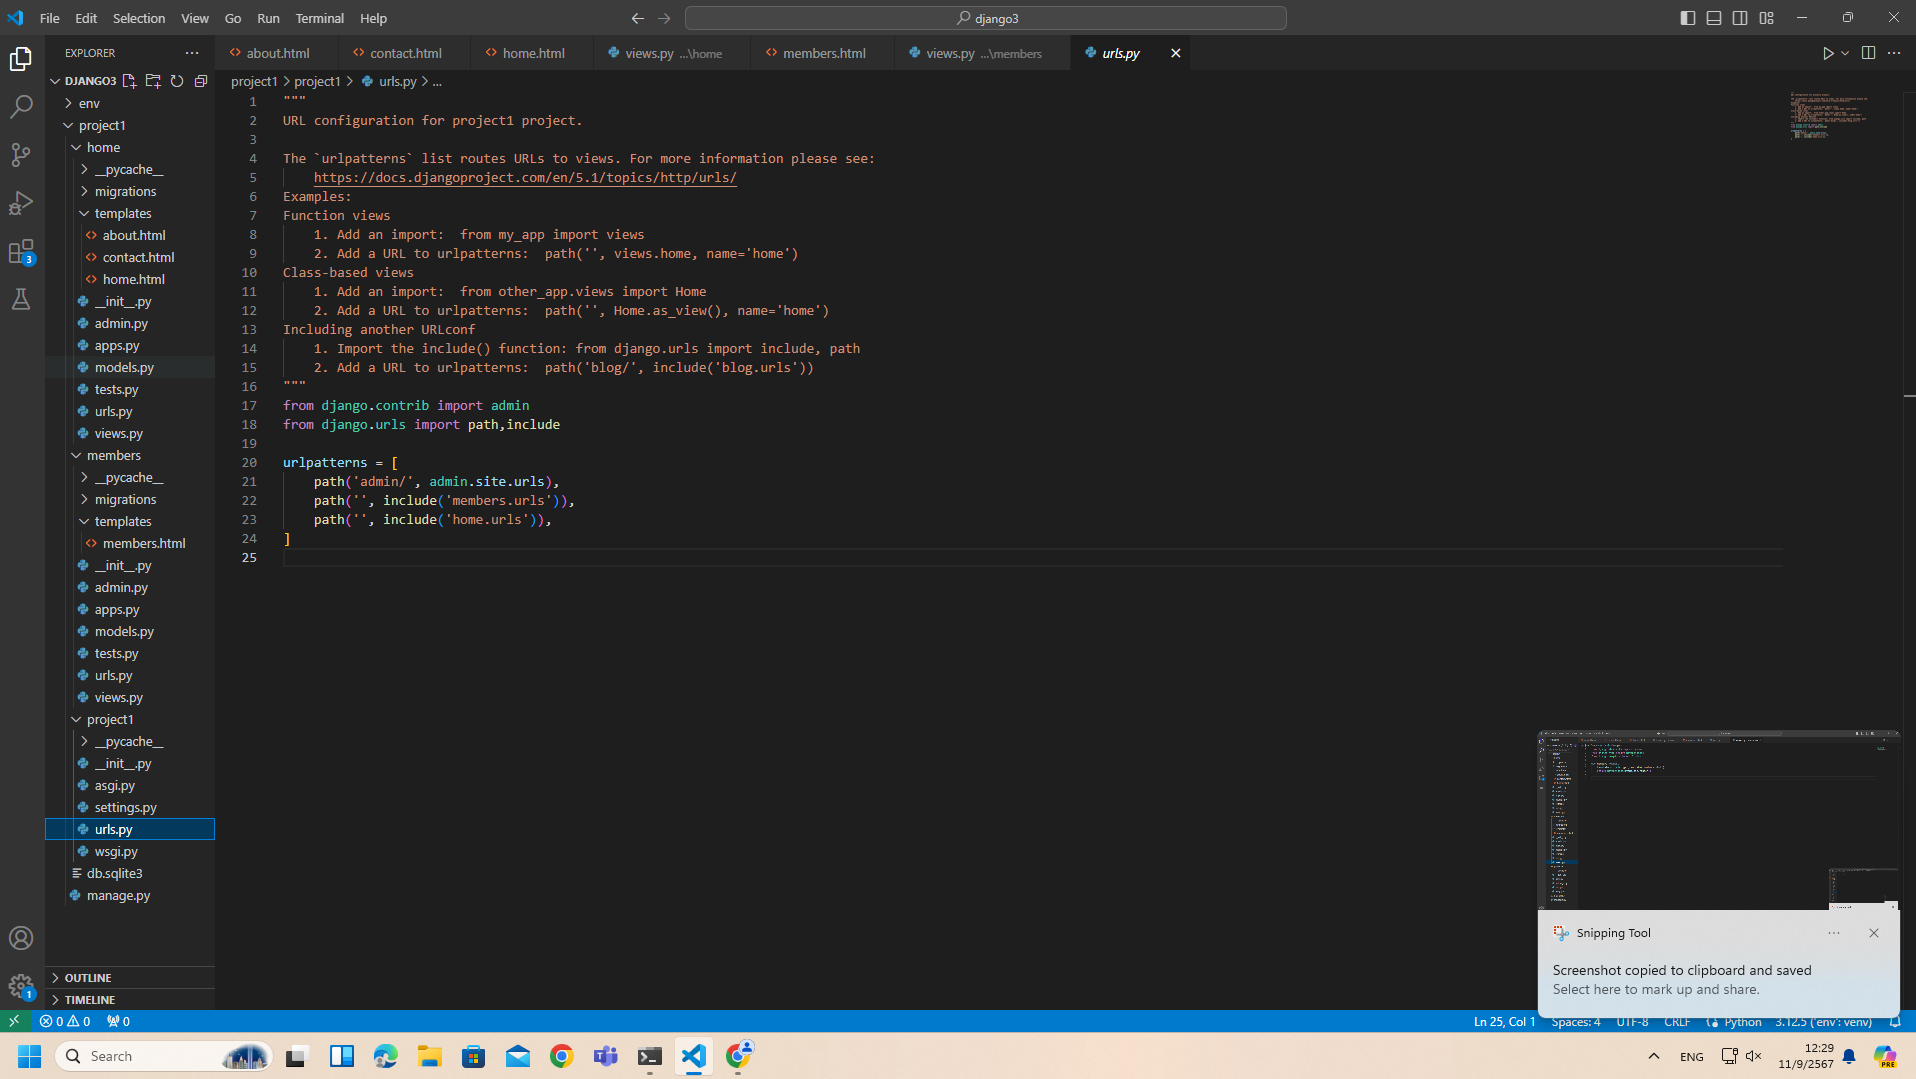 File Edit Selection View Go Run Terminal Help
django3
EXPLORER
DJANGO3
env
project1
home
__pycache__
migrations
templates
about.html
contact.html
home.html
__init__.py
admin.py
apps.py
models.py
tests.py
urls.py
views.py
members
__pycache__
migrations
templates
members.html
__init__.py
admin.py
apps.py
models.py
tests.py
urls.py
views.py
project1
__pycache__
__init__.py
asgi.py
settings.py
urls.py
wsgi.py
db.sqlite3
manage.py
OUTLINE
TIMELINE
3
1
about.html contact.html home.html views.py ...\home members.html views.py ...\members urls.py
project1 > project1 > urls.py > ...
1 """
2 URL configuration for project1 project.
3
4 The `urlpatterns` list routes URLs to views. For more information please see:
5 https://docs.djangoproject.com/en/5.1/topics/http/urls/
6 Examples:
7 Function views
8 1. Add an import:  from my_app import views
9 2. Add a URL to urlpatterns:  path('', views.home, name='home')
10 Class-based views
11 1. Add an import:  from other_app.views import Home
12 2. Add a URL to urlpatterns:  path('', Home.as_view(), name='home')
13 Including another URLconf
14 1. Import the include() function: from django.urls import include, path
15 2. Add a URL to urlpatterns:  path('blog/', include('blog.urls'))
16 """
17 from django.contrib import admin
18 from django.urls import path,include
19
20 urlpatterns = [
21 path('admin/', admin.site.urls),
22 path('', include('members.urls')),
23 path('', include('home.urls')),
24 ]
25
Snipping Tool
Screenshot copied to clipboard and saved
Select here to mark up and share.
0 0 0
Ln 25, Col 1 Spaces: 4 UTF-8 CRLF Python 3.12.5 ('env': venv)
Search
ENG
12:29
11/9/2567
PRE